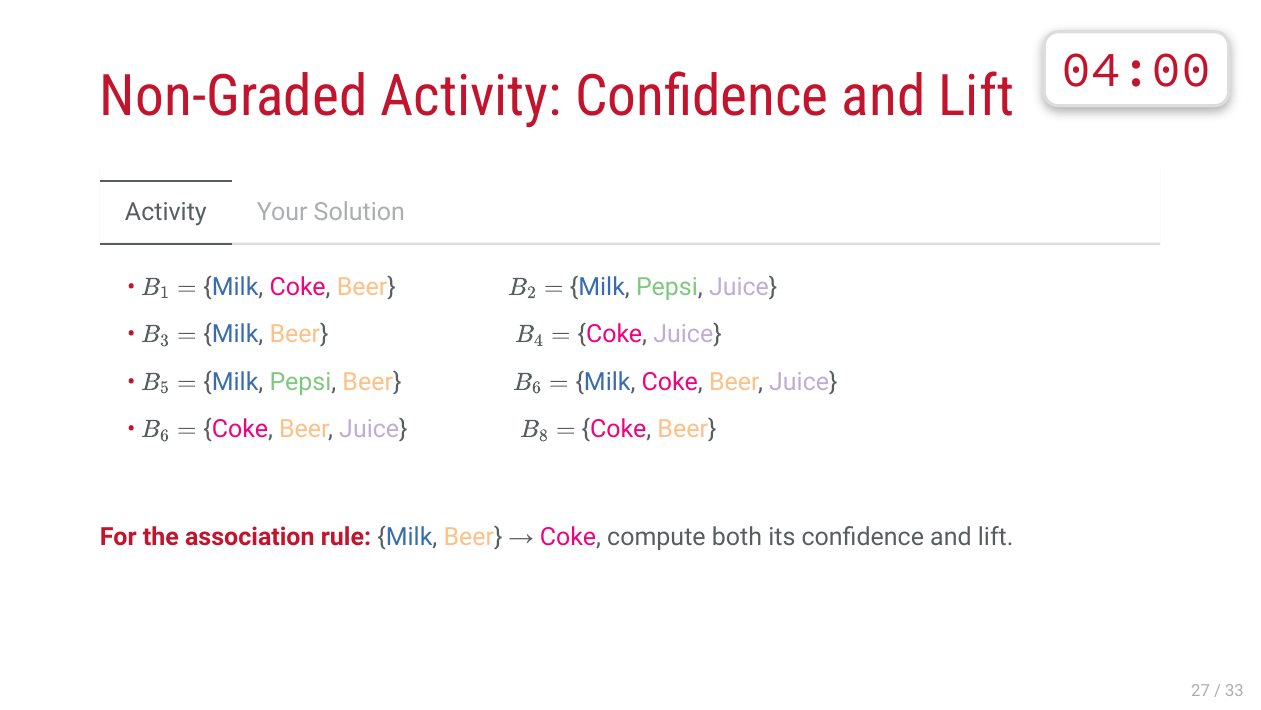 Non-Graded Activity: Confidence and Lift
04:00
Activity Your Solution
• B₁ = {Milk, Coke, Beer} B₂ = {Milk, Pepsi, Juice}
• B₃ = {Milk, Beer} B₄ = {Coke, Juice}
• B₅ = {Milk, Pepsi, Beer} B₆ = {Milk, Coke, Beer, Juice}
• B₆ = {Coke, Beer, Juice} B₈ = {Coke, Beer}
For the association rule: {Milk, Beer} → Coke, compute both its confidence and lift.
27 / 33